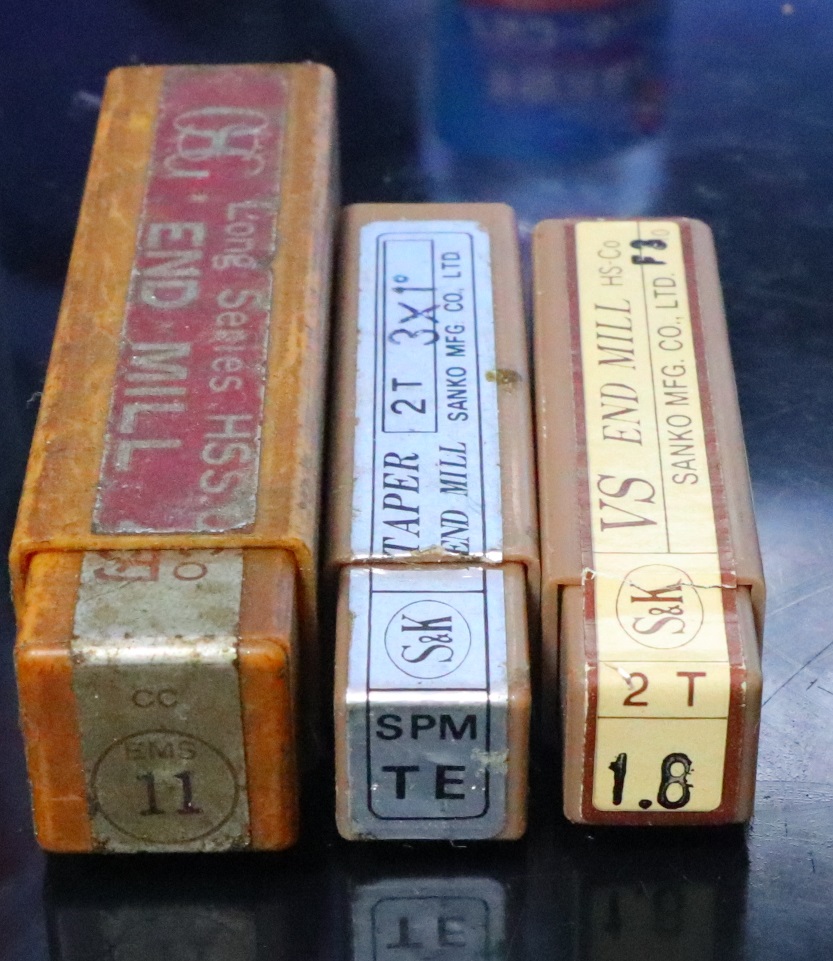 Long Series. HSS.Co
END MILL
CC
EMS
11
TAPER
END MILL
2T 3X1°
SANKO MFG CO., LTD
S&K
SPM
TE
VS END MILL HS-Co
SANKO MFG. CO., LTD.
S&K
2 T
1.8